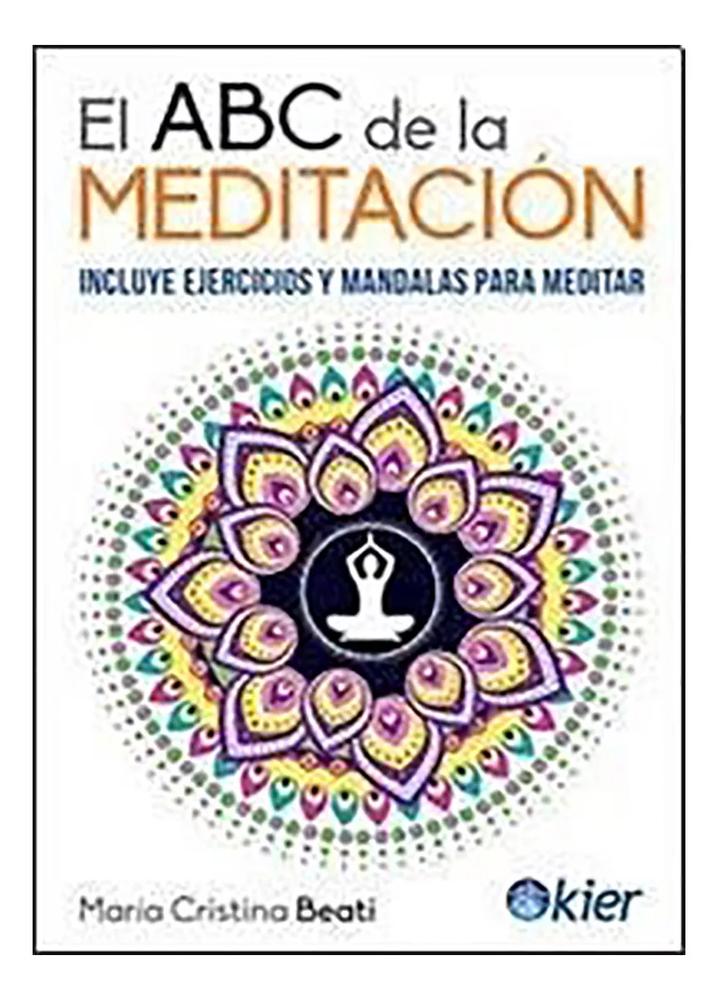 El ABC de la
MEDITACIÓN
INCLUYE EJERCICIOS Y MANDALAS PARA MEDITAR
María Cristina Beati
kier